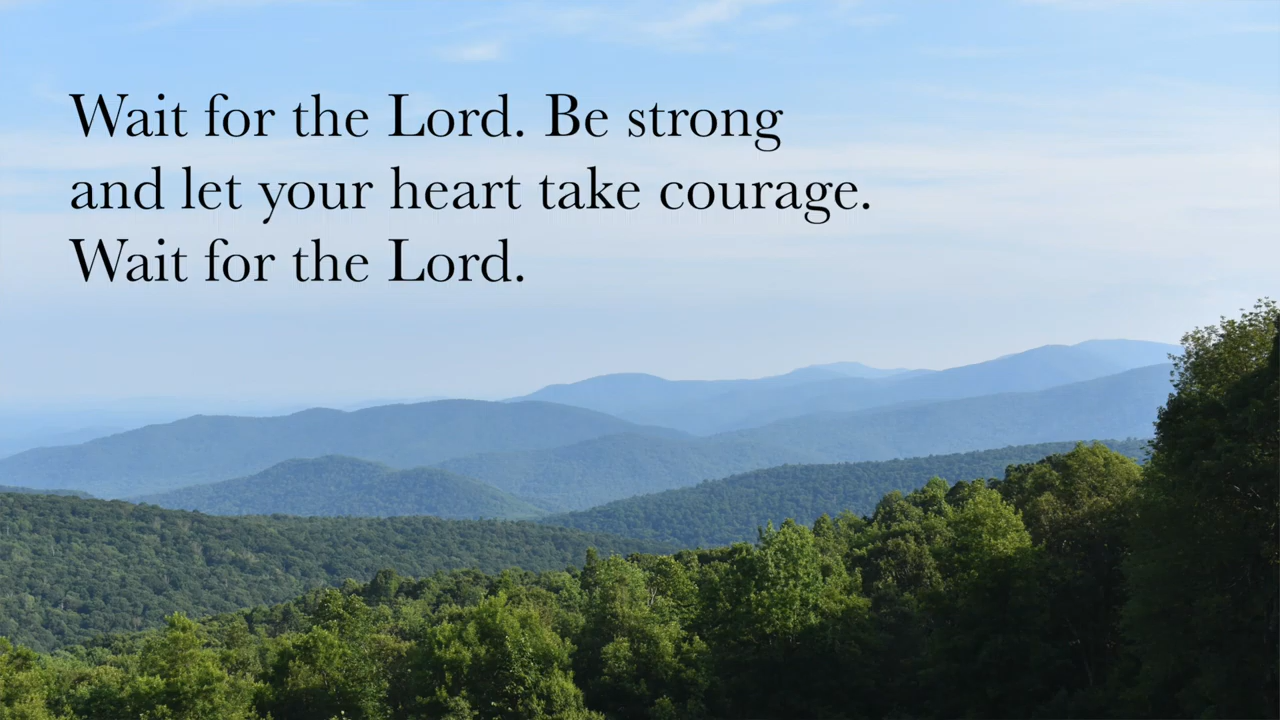 Wait for the Lord. Be strong
and let your heart take courage.
Wait for the Lord.